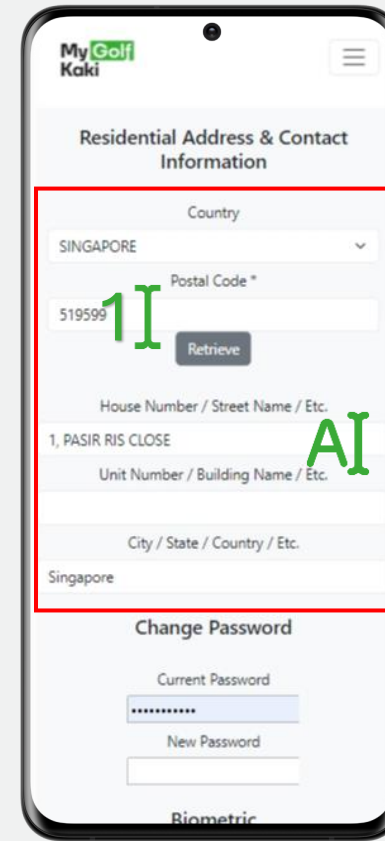 My Golf
Kaki
Residential Address & Contact
Information
Country
SINGAPORE
Postal Code *
519599
1
Retrieve
House Number / Street Name / Etc.
1, PASIR RIS CLOSE
A
Unit Number / Building Name / Etc.
City / State / Country / Etc.
Singapore
Change Password
Current Password
•••••••••••
New Password
Biometric